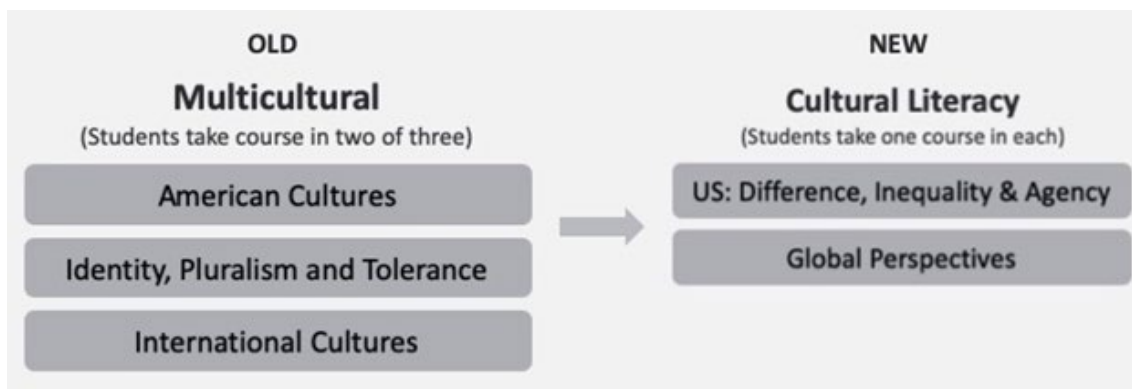 OLD
Multicultural
(Students take course in two of three)
American Cultures
Identity, Pluralism and Tolerance
International Cultures
NEW
Cultural Literacy
(Students take one course in each)
US: Difference, Inequality & Agency
Global Perspectives